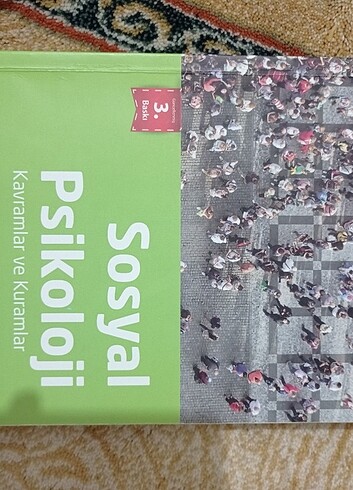 3.
Baskı
Sosyal
Psikoloji
Kavramlar ve Kuramlar